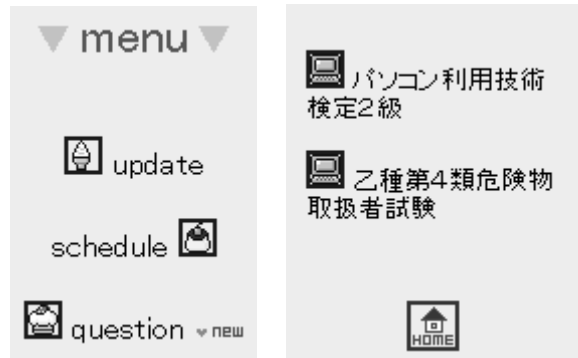 ▼ menu ▼
update
schedule
question ♥ new
パソコン利用技術
検定2級
乙種第4類危険物
取扱者試験
HOME